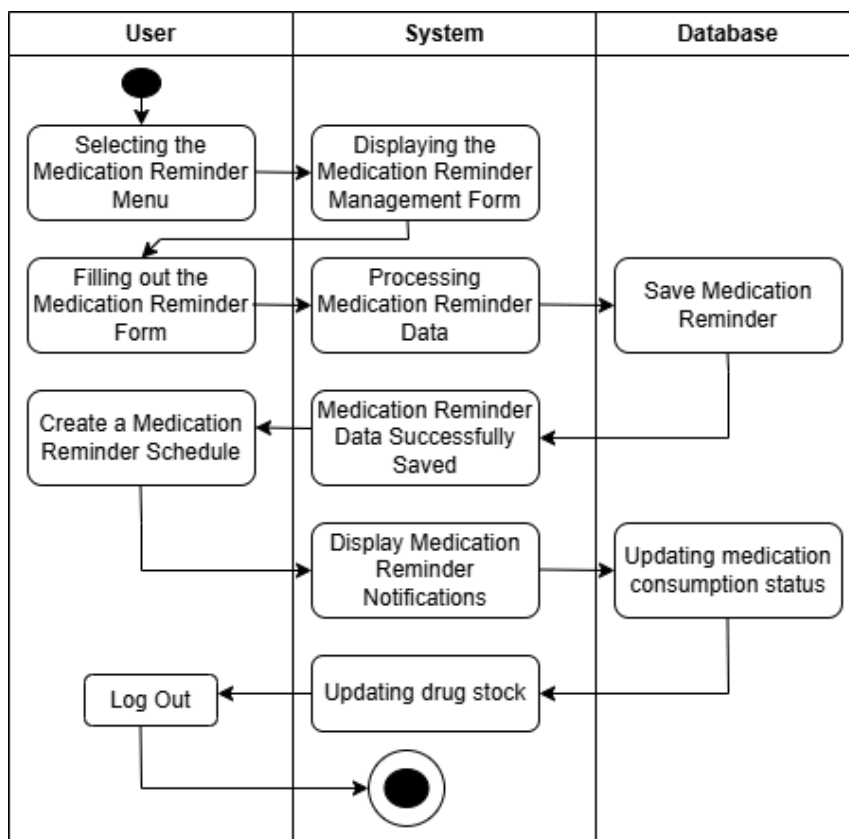 User
System
Database
Selecting the
Medication Reminder
Menu
Displaying the
Medication Reminder
Management Form
Filling out the
Medication Reminder
Form
Processing
Medication Reminder
Data
Save Medication
Reminder
Create a Medication
Reminder Schedule
Medication Reminder
Data Successfully
Saved
Display Medication
Reminder
Notifications
Updating medication
consumption status
Log Out
Updating drug stock